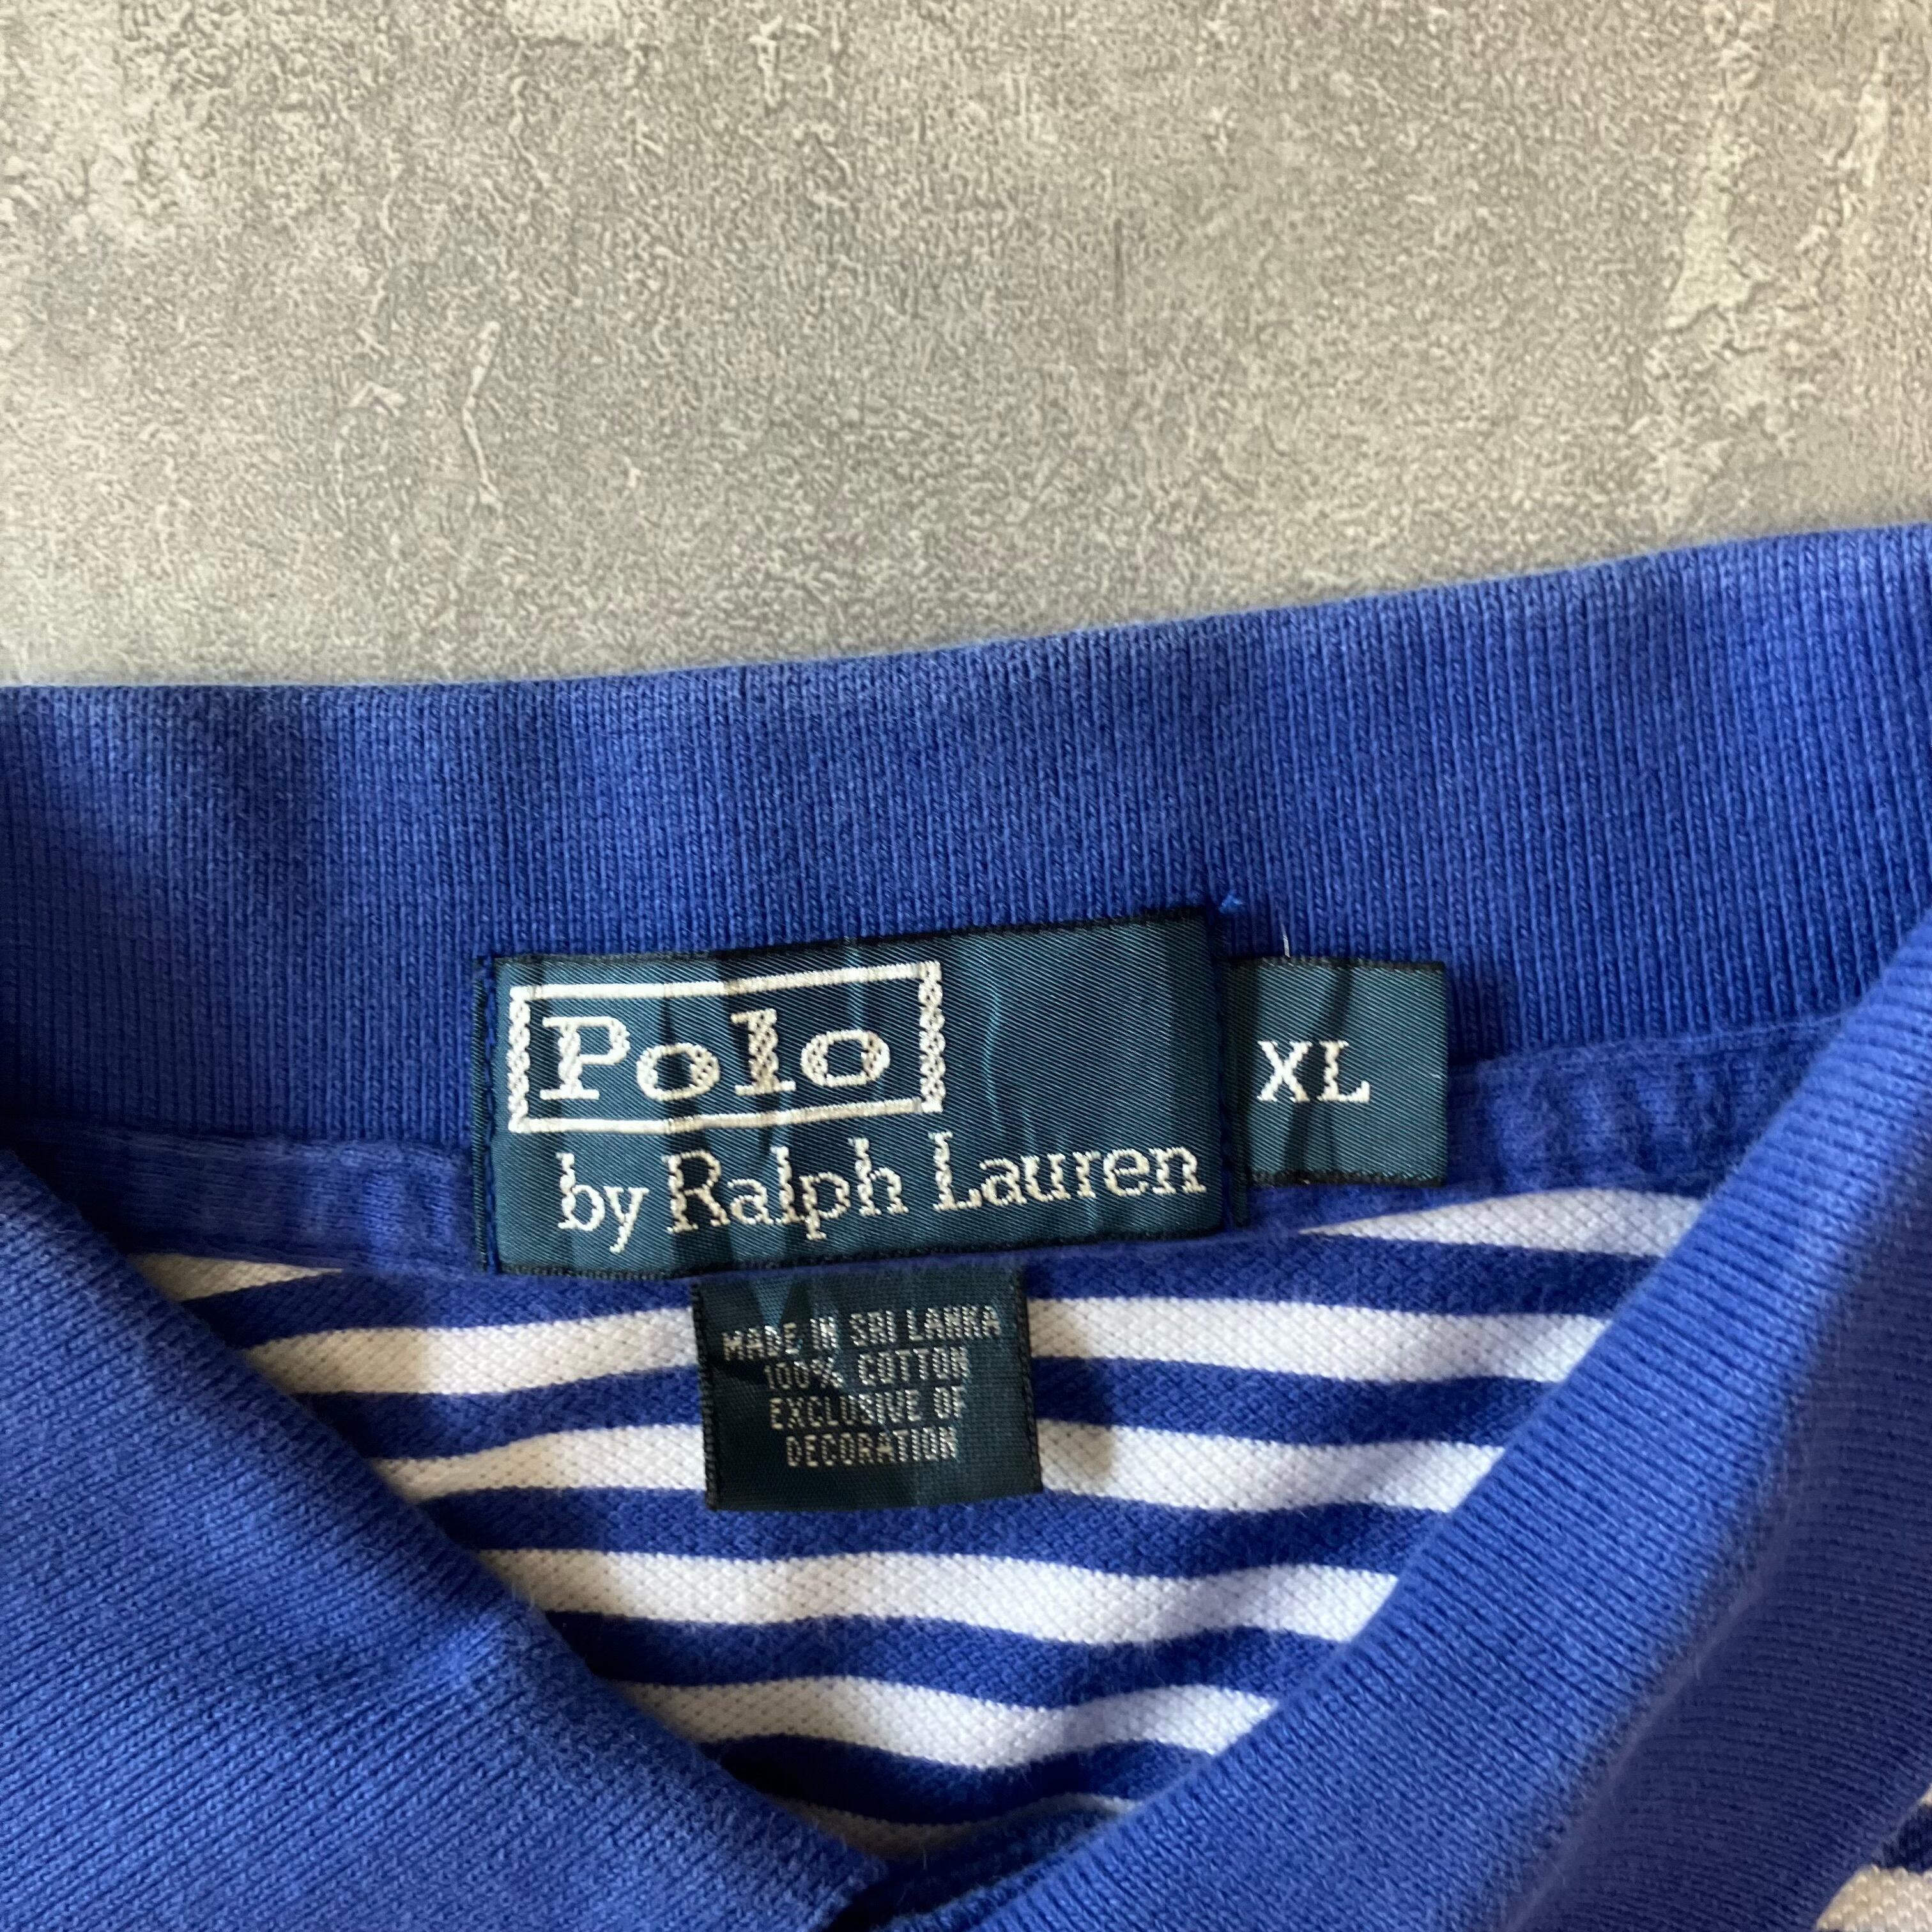 Polo
by Ralph Lauren
XL
MADE IN SRI LANKA
100% COTTON
EXCLUSIVE OF
DECORATION